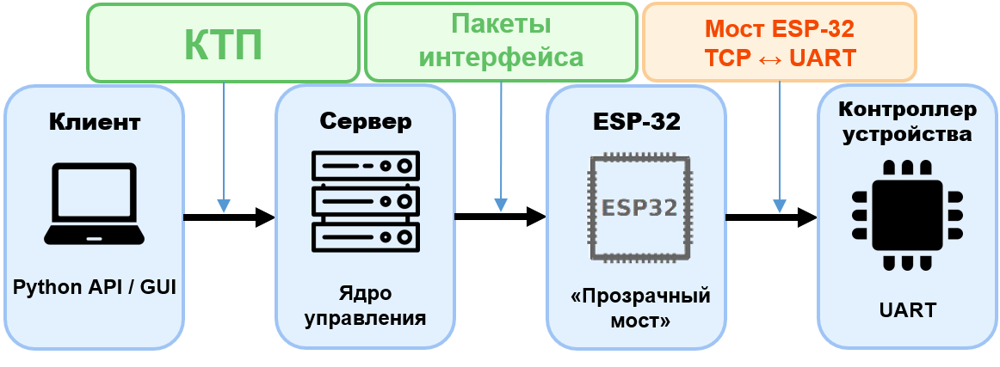 КТП
Пакеты
интерфейса
Мост ESP-32
TCP ↔ UART
Клиент
Python API / GUI
Сервер
Ядро
управления
ESP-32
ESP32
«Прозрачный
мост»
Контроллер
устройства
UART